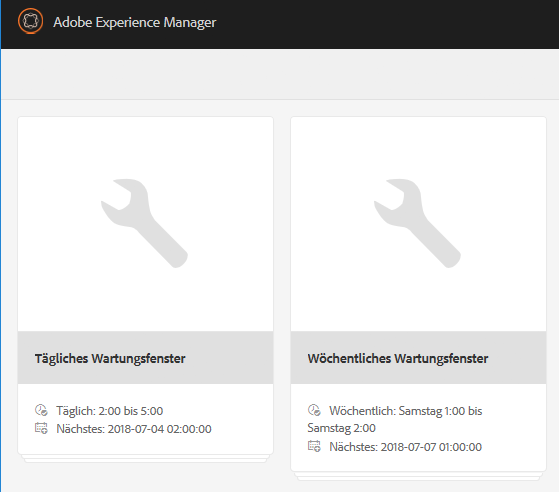 Adobe Experience Manager
Tägliches Wartungsfenster
Täglich: 2:00 bis 5:00
Nächstes: 2018-07-04 02:00:00
Wöchentliches Wartungsfenster
Wöchentlich: Samstag 1:00 bis
Samstag 2:00
Nächstes: 2018-07-07 01:00:00